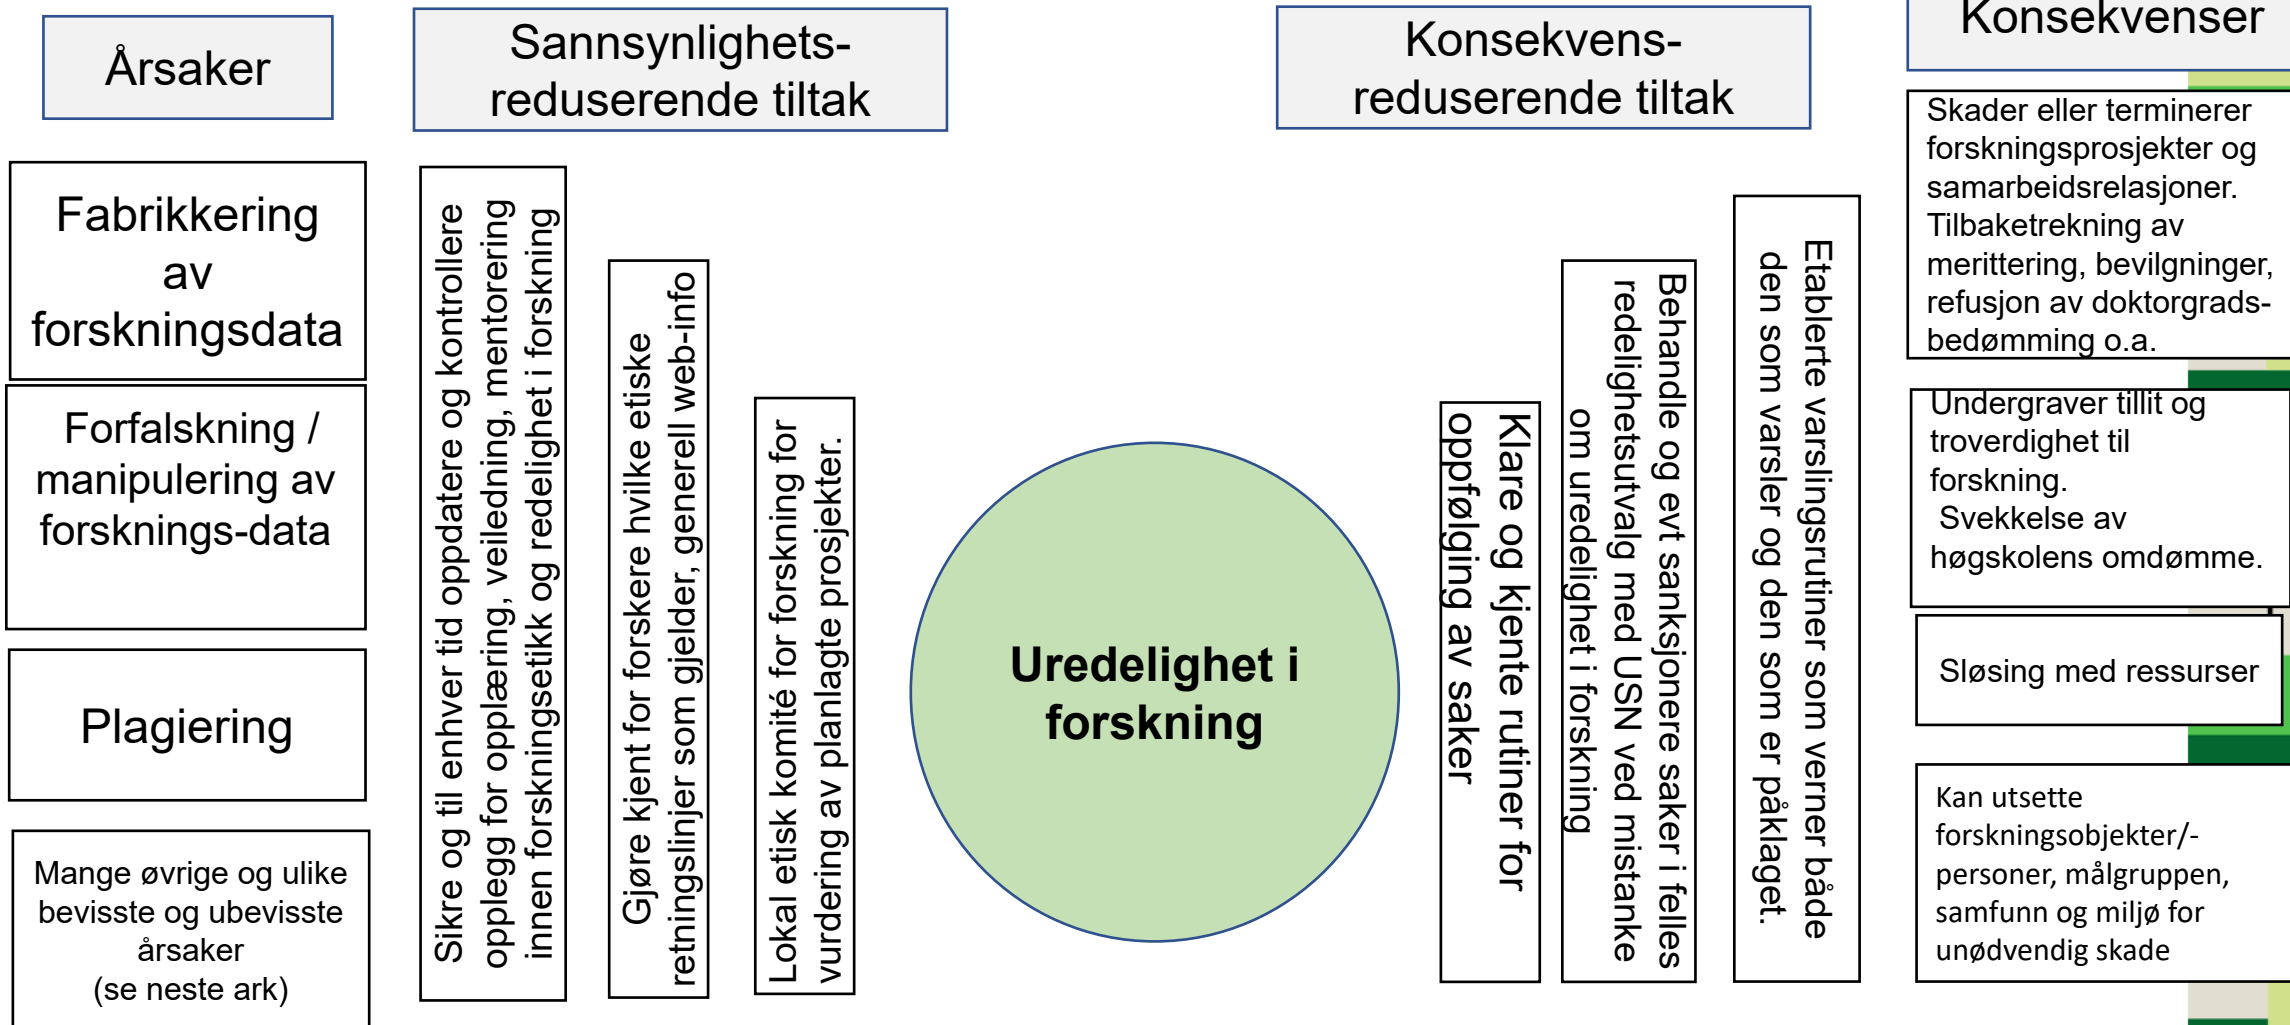 Årsaker
Fabrikkering
av
forskningsdata
Forfalskning /
manipulering av
forsknings-data
Plagiering
Mange øvrige og ulike
bevisste og ubevisste
årsaker
(se neste ark)
Sannsynlighets-
reduserende tiltak
Sikre og til enhver tid oppdatere og kontrollere
opplegg for opplæring, veiledning, mentorering
innen forskningsetikk og redelighet i forskning
Gjøre kjent for forskere hvilke etiske
retningslinjer som gjelder, generell web-info
Lokal etisk komité for forskning for
vurdering av planlagte prosjekter.
Uredelighet i
forskning
Konsekvens-
reduserende tiltak
Klare og kjente rutiner for
oppfølging av saker
Behandle og evt sanksjonere saker i felles
redelighetsutvalg med USN ved mistanke
om uredelighet i forskning
Etablerte varslingsrutiner som verner både
den som varsler og den som er påklaget.
Konsekvenser
Skader eller terminerer
forskningsprosjekter og
samarbeidsrelasjoner.
Tilbaketrekning av
merittering, bevilgninger,
refusjon av doktorgrads-
bedømming o.a.
Undergraver tillit og
troverdighet til
forskning.
Svekkelse av
høgskolens omdømme.
Sløsing med ressurser
Kan utsette
forskningsobjekter/-
personer, målgruppen,
samfunn og miljø for
unødvendig skade